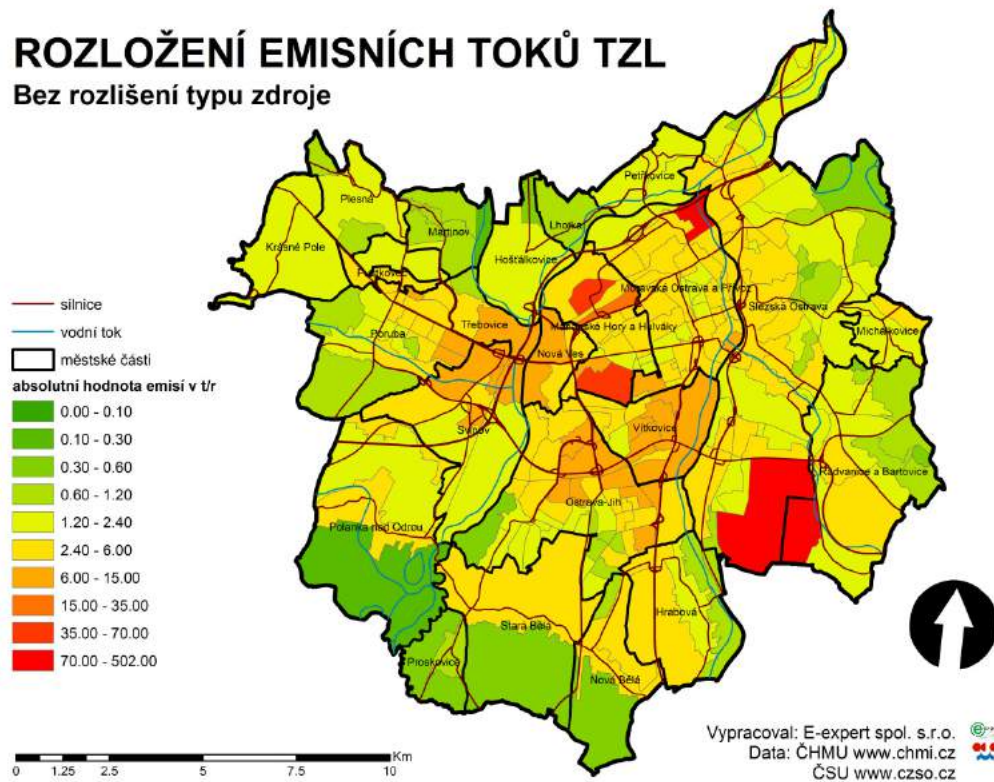 ROZLOŽENÍ EMISNÍCH TOKŮ TZL
Bez rozlišení typu zdroje
Petřkovice
Plesná
Martinov
Lhotka
Krásné Pole
Hošťálkovice
Moravská Ostrava a Přívoz
Slezská Ostrava
Třebovice
Mariánské Hory a Hulváky
Poruba
Nová Ves
Michálkovice
Svinov
Vítkovice
Radvanice a Bartovice
Ostrava-Jih
Polanka nad Odrou
Hrabová
Stará Bělá
Proskovice
Nová Bělá
silnice
vodní tok
městské části
absolutní hodnota emisí v t/r
0.00 - 0.10
0.10 - 0.30
0.30 - 0.60
0.60 - 1.20
1.20 - 2.40
2.40 - 6.00
6.00 - 15.00
15.00 - 35.00
35.00 - 70.00
70.00 - 502.00
Km
0 1.25 2.5 5 7.5 10
Vypracoval: E-expert spol. s.r.o.
Data: ČHMU www.chmi.cz
ČSU www.czso.cz